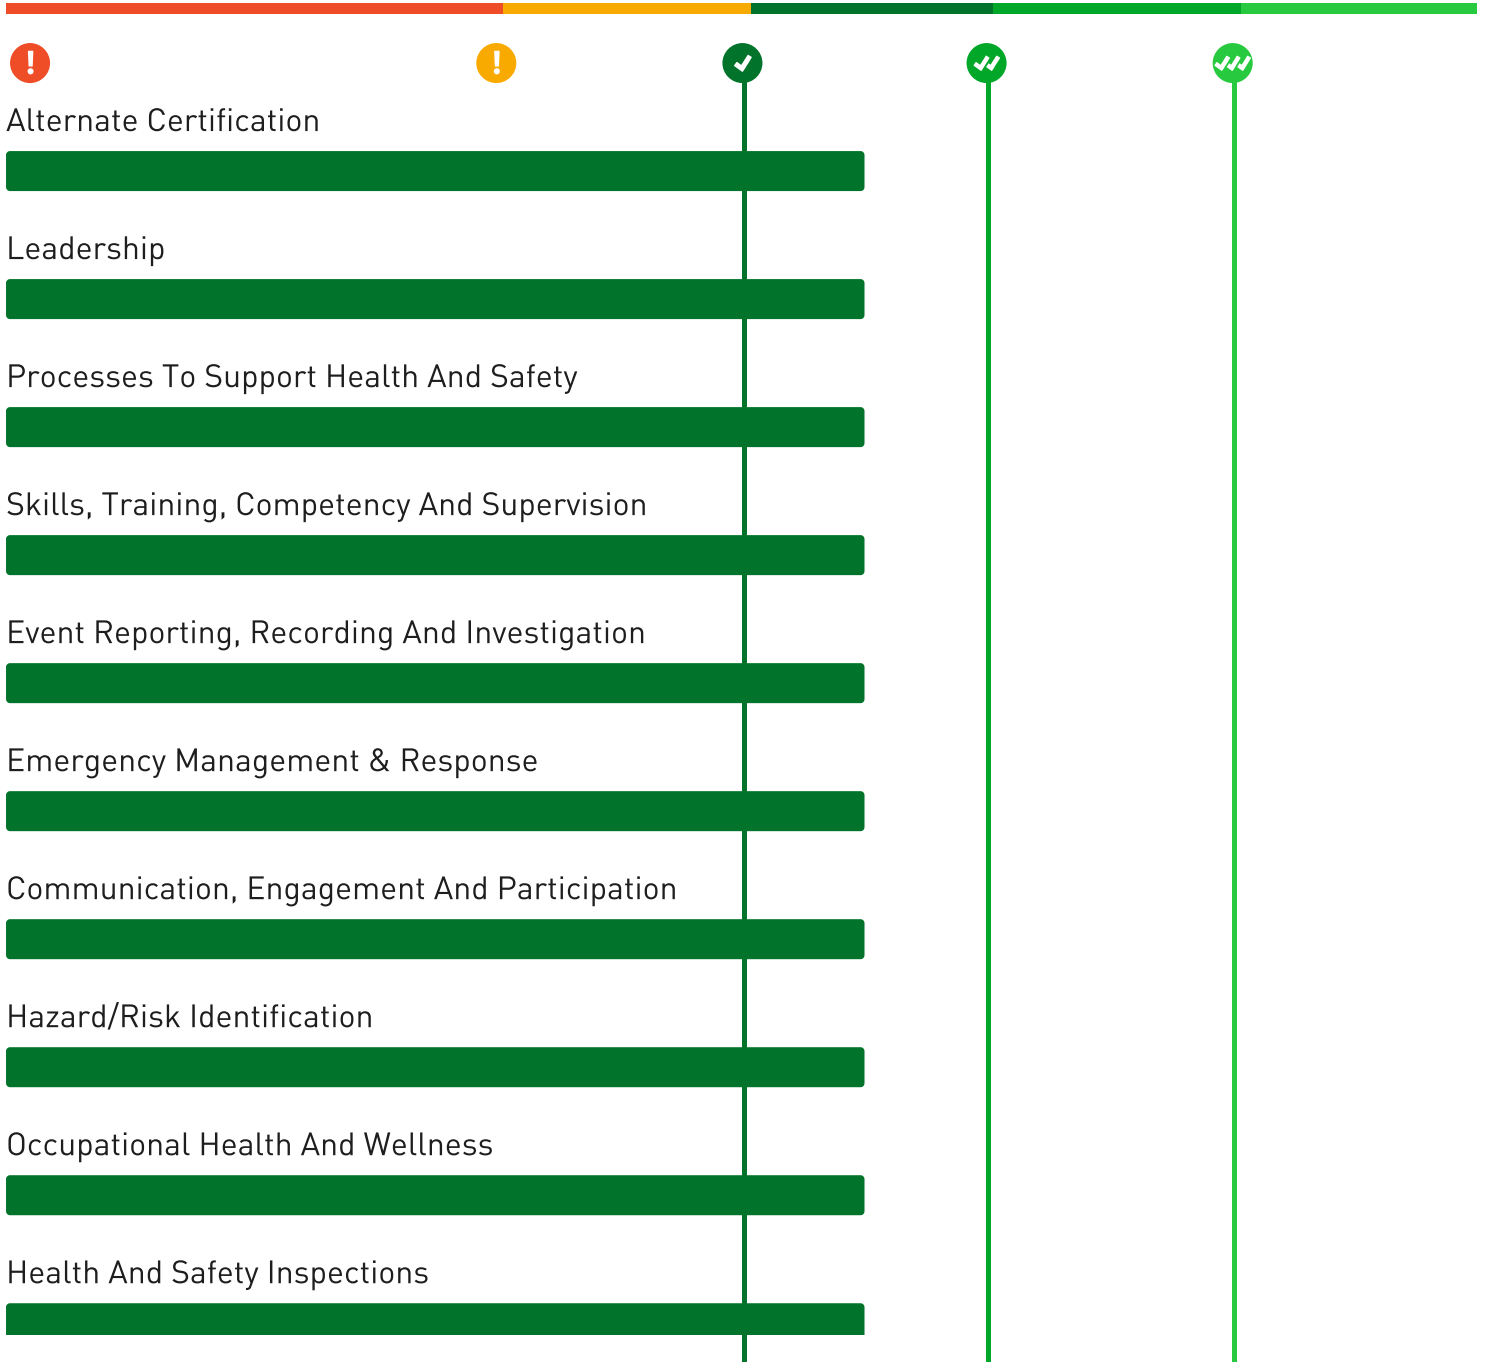 Alternate Certification
Leadership
Processes To Support Health And Safety
Skills, Training, Competency And Supervision
Event Reporting, Recording And Investigation
Emergency Management & Response
Communication, Engagement And Participation
Hazard/Risk Identification
Occupational Health And Wellness
Health And Safety Inspections